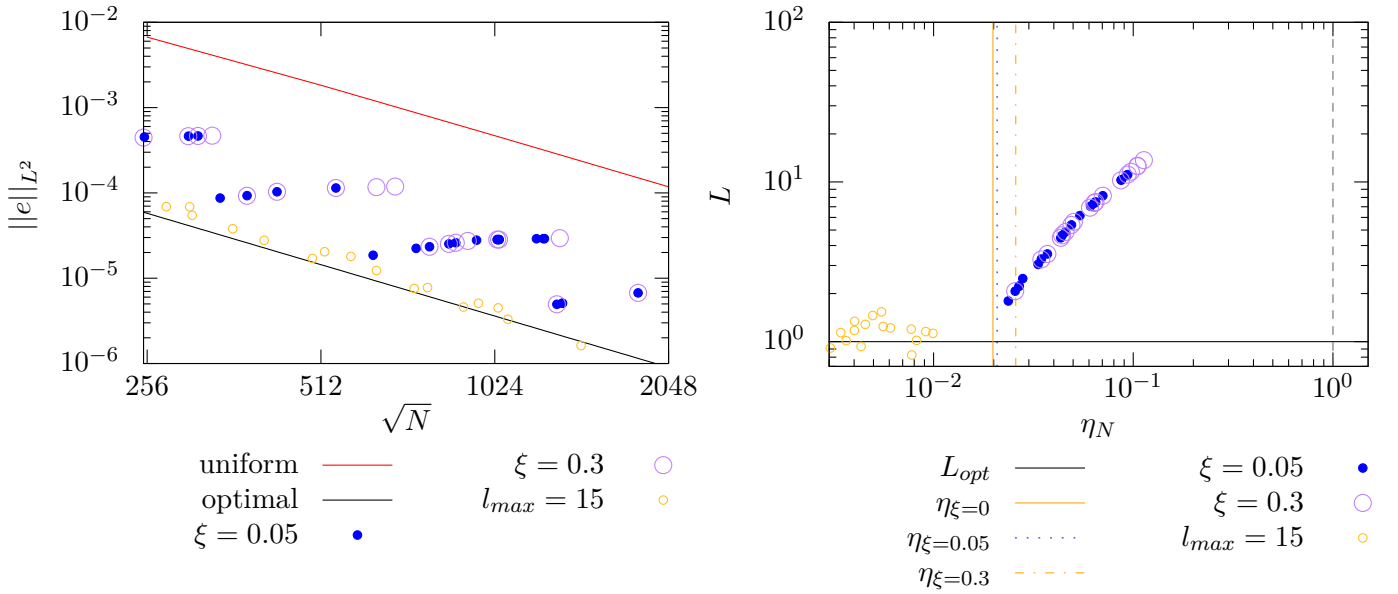 10^{-2}
10^{-3}
10^{-4}
10^{-5}
10^{-6}
||e||_{L^2}
256 512 1024 2048
√N
uniform
optimal
ξ = 0.05
ξ = 0.3
l_{max} = 15
10^2
10^1
10^0
L
10^{-2} 10^{-1} 10^0
η_N
L_{opt}
η_{ξ=0}
η_{ξ=0.05}
η_{ξ=0.3}
ξ = 0.05
ξ = 0.3
l_{max} = 15